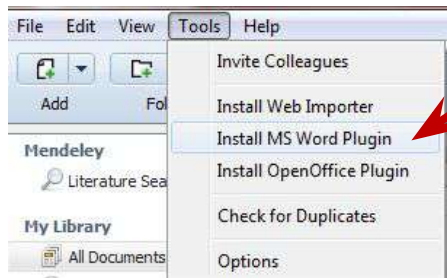 File Edit View Tools Help
Invite Colleagues
Add Fol
Install Web Importer
Install MS Word Plugin
Mendeley
Literature Sea
Install OpenOffice Plugin
Check for Duplicates
My Library
All Documents
Options